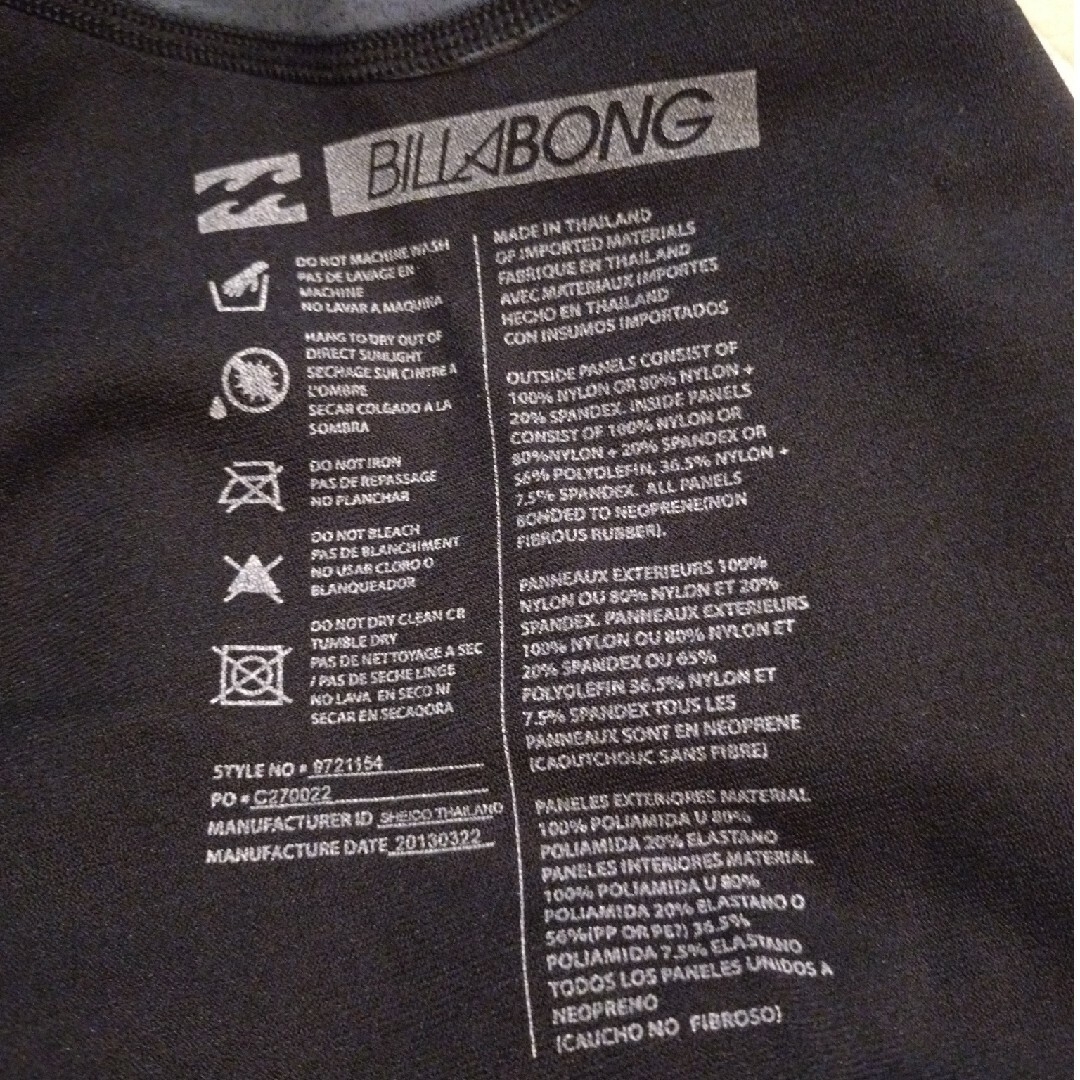 BILLABONG
DO NOT MACHINE WASH
PAS DE LAVAGE EN
MACHINE
NO LAVAR A MAQUINA
HANG TO DRY OUT OF
DIRECT SUNLIGHT
SECHAGE SUR CINTRE A
L'OMBRE
SECAR COLGADO A LA
SOMBRA
DO NOT IRON
PAS DE REPASSAGE
NO PLANCHAR
DO NOT BLEACH
PAS DE BLANCHIMENT
NO USAR CLORO O
BLANQUEADOR
DO NOT DRY CLEAN OR
TUMBLE DRY
PAS DE NETTOYAGE A SEC
/ PAS DE SECHE LINGE
NO LAVA EN SECO NI
SECAR EN SECADORA
STYLE NO # 9721154
PO # G270022
MANUFACTURER ID SHEICO THAILAND
MANUFACTURE DATE 20130322
MADE IN THAILAND
OF IMPORTED MATERIALS
FABRIQUE EN THAILAND
AVEC MATERIAUX IMPORTES
HECHO EN THAILAND
CON INSUMOS IMPORTADOS
OUTSIDE PANELS CONSIST OF
100% NYLON OR 80% NYLON +
20% SPANDEX. INSIDE PANELS
CONSIST OF 100% NYLON OR
80%NYLON + 20% SPANDEX OR
56% POLYOLEFIN, 36.5% NYLON +
7.5% SPANDEX. ALL PANELS
BONDED TO NEOPRENE(NON
FIBROUS RUBBER).
PANNEAUX EXTERIEURS 100%
NYLON OU 80% NYLON ET 20%
SPANDEX. PANNEAUX EXTERIEURS
100% NYLON OU 80% NYLON ET
20% SPANDEX OU 65%
POLYOLEFIN 36.5% NYLON ET
7.5% SPANDEX TOUS LES
PANNEAUX SONT EN NEOPRENE
(CAOUTCHOUC SANS FIBRE)
PANELES EXTERIORES MATERIAL
100% POLIAMIDA U 80%
POLIAMIDA 20% ELASTANO
PANELES INTERIORES MATERIAL
100% POLIAMIDA U 80%
POLIAMIDA 20% ELASTANO O
56%(PP OR PE?) 36.5%
POLIAMIDA 7.5% ELASTANO
TODOS LOS PANELES UNIDOS A
NEOPRENO
(CAUCHO NO FIBROSO)